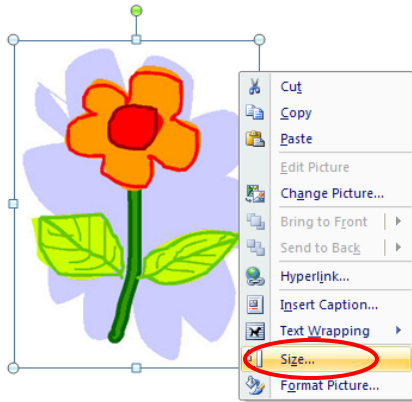 Cut
Copy
Paste
Edit Picture
Change Picture...
Bring to Front
Send to Back
Hyperlink...
Insert Caption...
Text Wrapping
Size...
Format Picture...